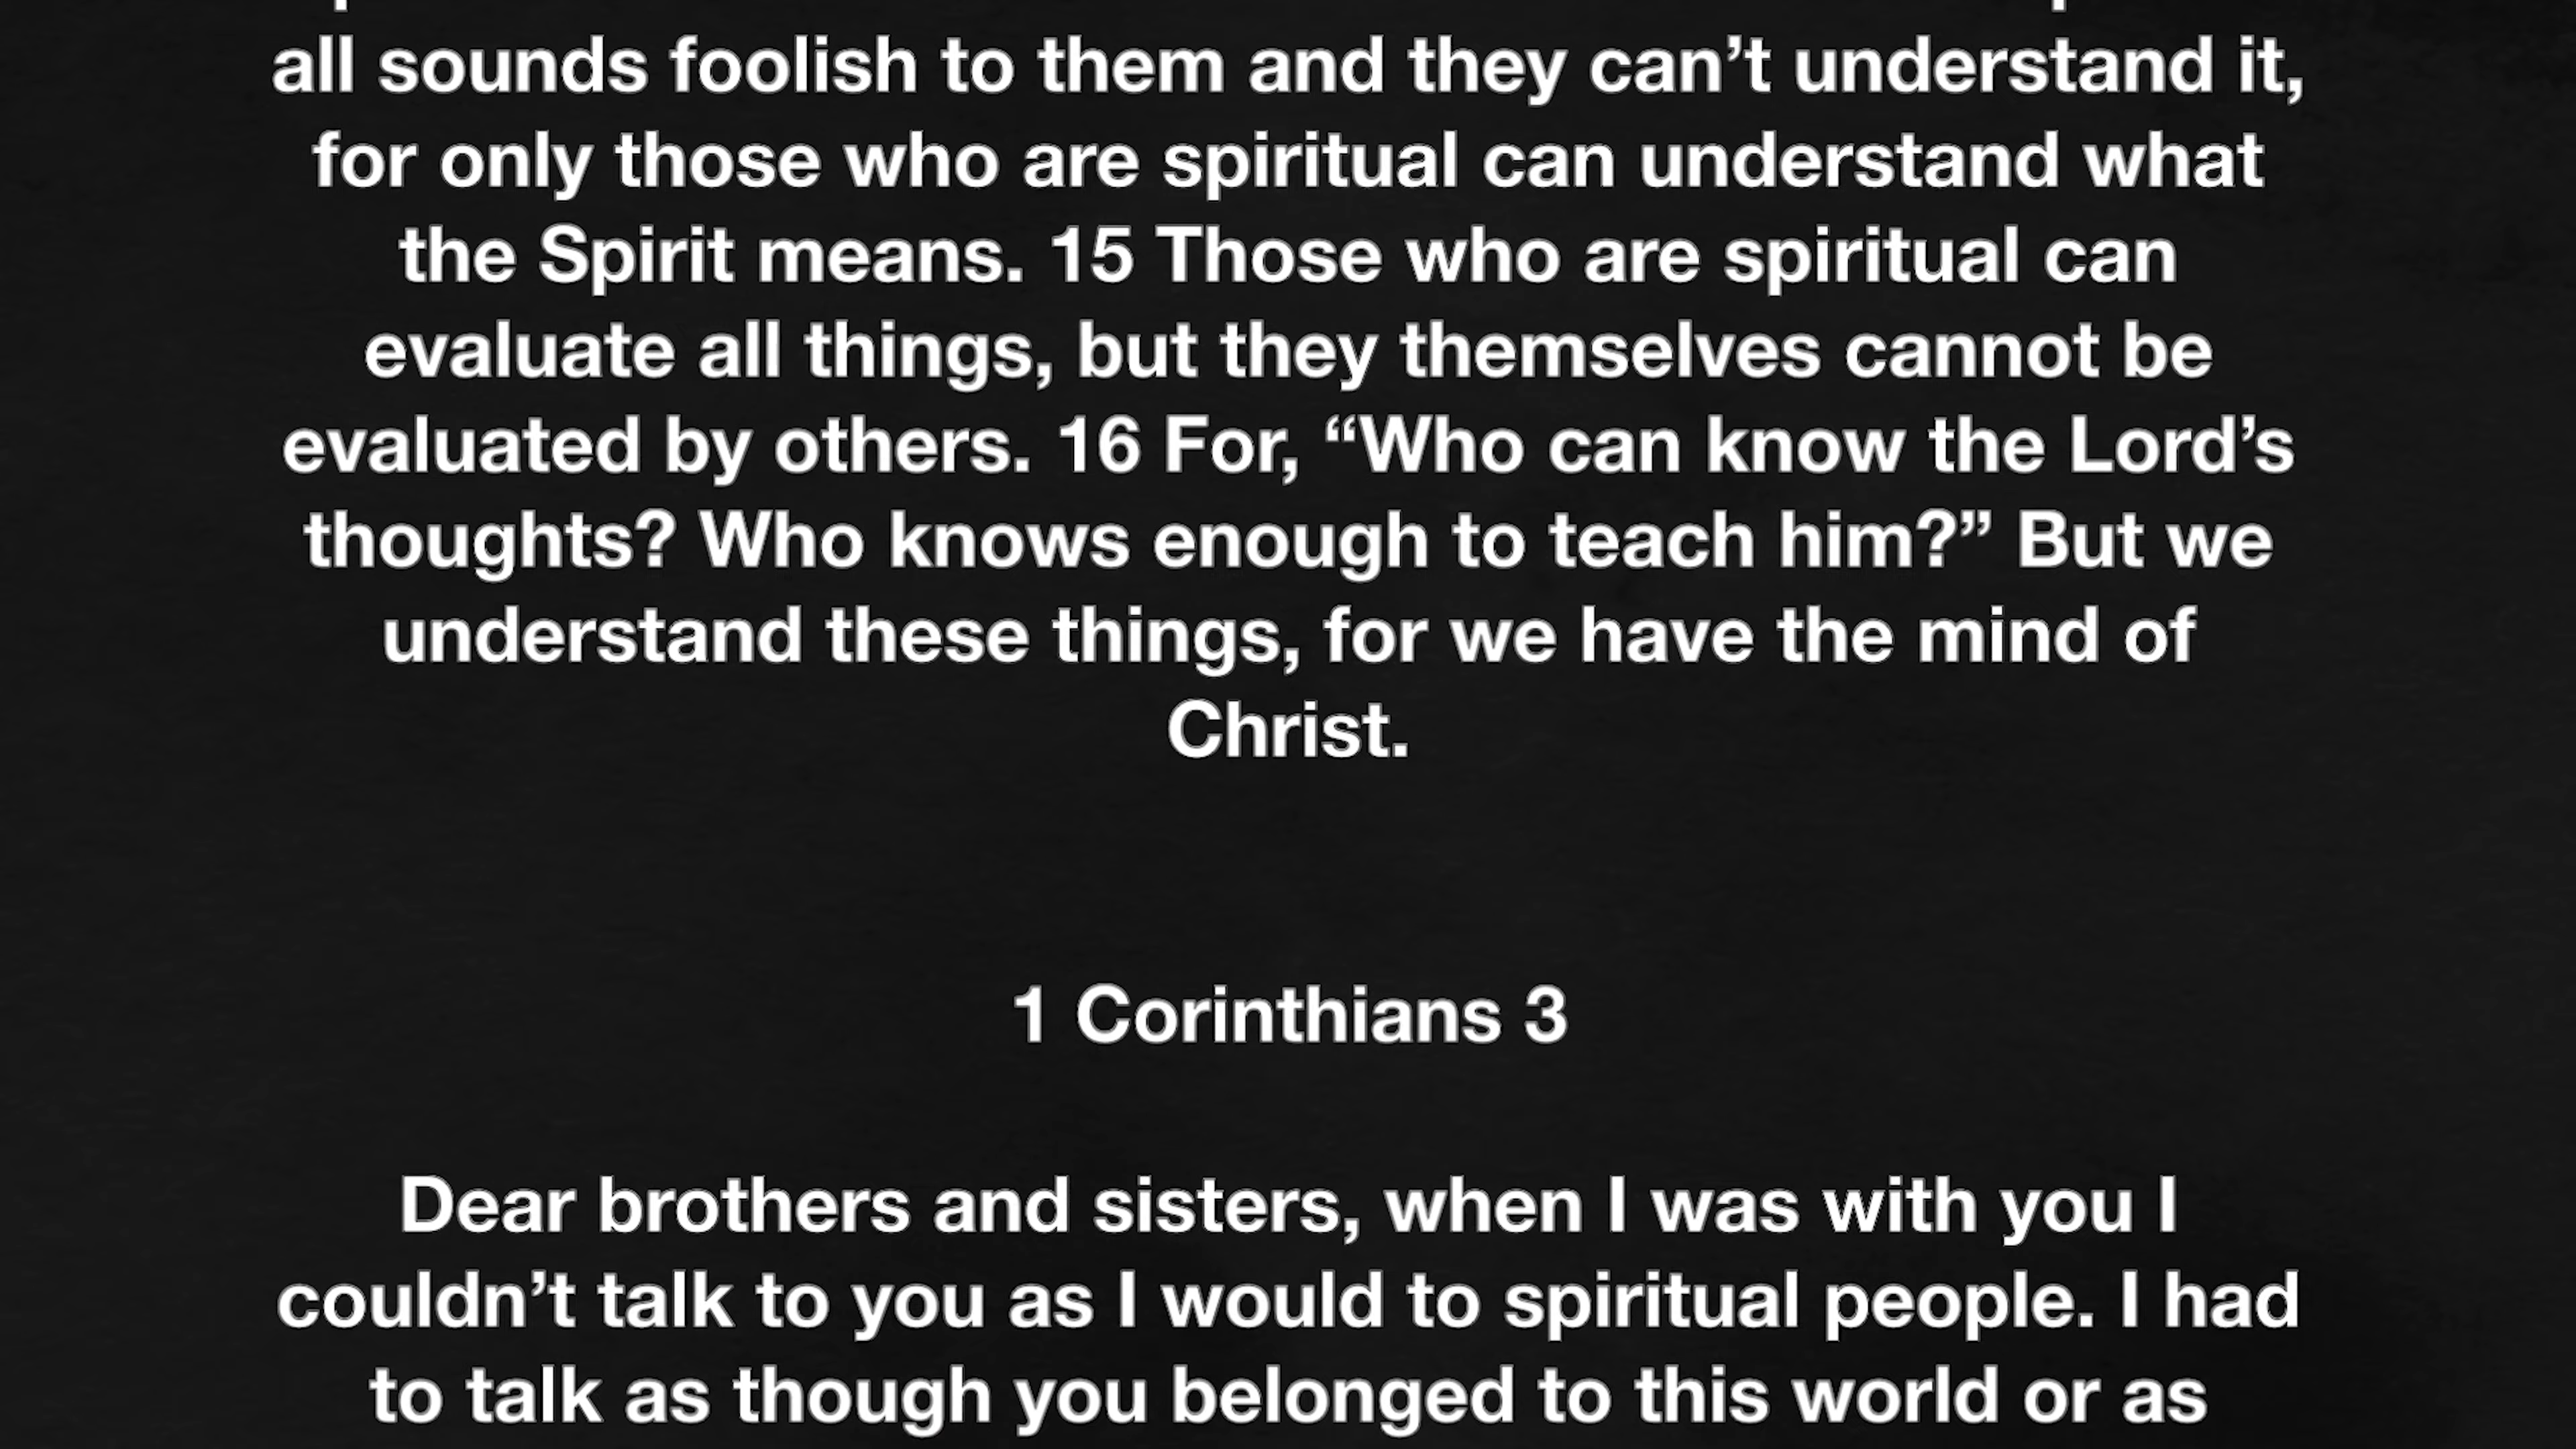 all sounds foolish to them and they can’t understand it,
for only those who are spiritual can understand what
the Spirit means. 15 Those who are spiritual can
evaluate all things, but they themselves cannot be
evaluated by others. 16 For, “Who can know the Lord’s
thoughts? Who knows enough to teach him?” But we
understand these things, for we have the mind of
Christ.
1 Corinthians 3
Dear brothers and sisters, when I was with you I
couldn’t talk to you as I would to spiritual people. I had
to talk as though you belonged to this world or as